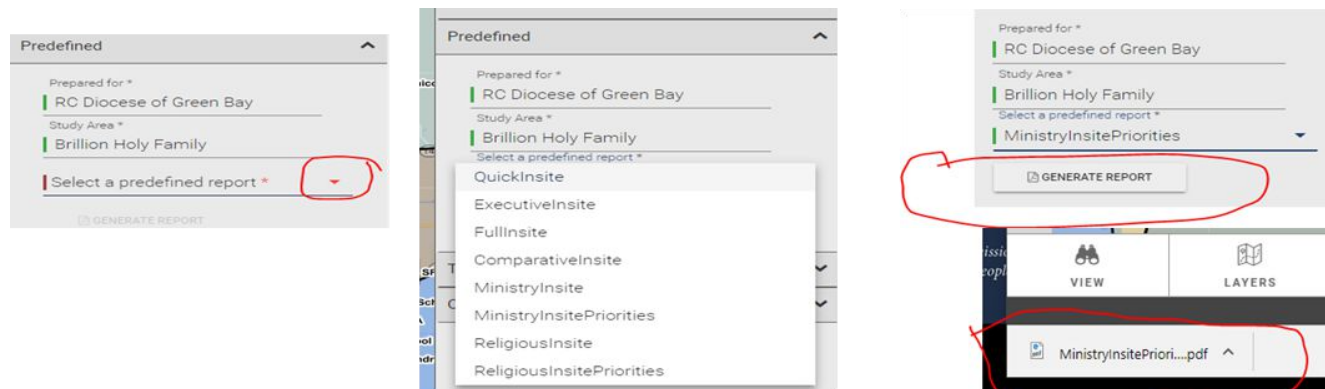 Predefined
Prepared for *
RC Diocese of Green Bay
Study Area *
Brillion Holy Family
Select a predefined report *
GENERATE REPORT
Predefined
Prepared for *
RC Diocese of Green Bay
Study Area *
Brillion Holy Family
Select a predefined report *
QuickInsite
ExecutiveInsite
FullInsite
ComparativeInsite
MinistryInsite
MinistryInsitePriorities
ReligiousInsite
ReligiousInsitePriorities
Prepared for *
RC Diocese of Green Bay
Study Area *
Brillion Holy Family
Select a predefined report *
MinistryInsitePriorities
GENERATE REPORT
VIEW
LAYERS
MinistryInsitePriori....pdf